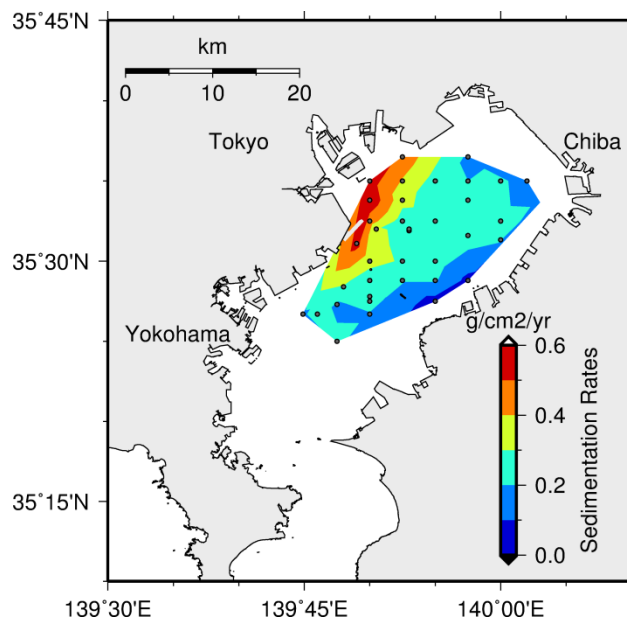 35°45'N
km
0 10 20
Tokyo
Chiba
35°30'N
Yokohama
g/cm2/yr
0.6
0.4
0.2
0.0
Sedimentation Rates
35°15'N
139°30'E 139°45'E 140°00'E